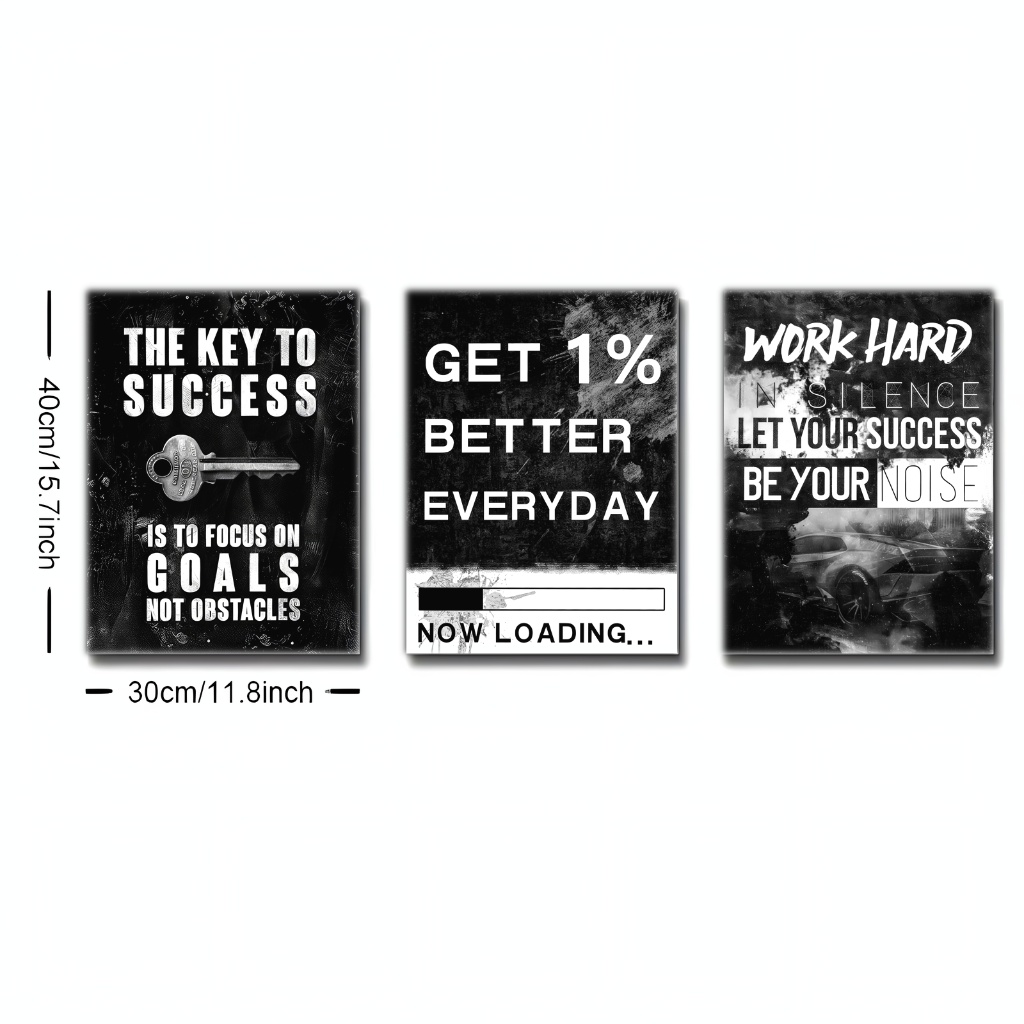 THE KEY TO
SUCCESS
IS TO FOCUS ON
GOALS
NOT OBSTACLES
GET 1%
BETTER
EVERYDAY
NOW LOADING...
WORK HARD
IN SILENCE
LET YOUR SUCCESS
BE YOUR NOISE
40cm/15.7inch
30cm/11.8inch